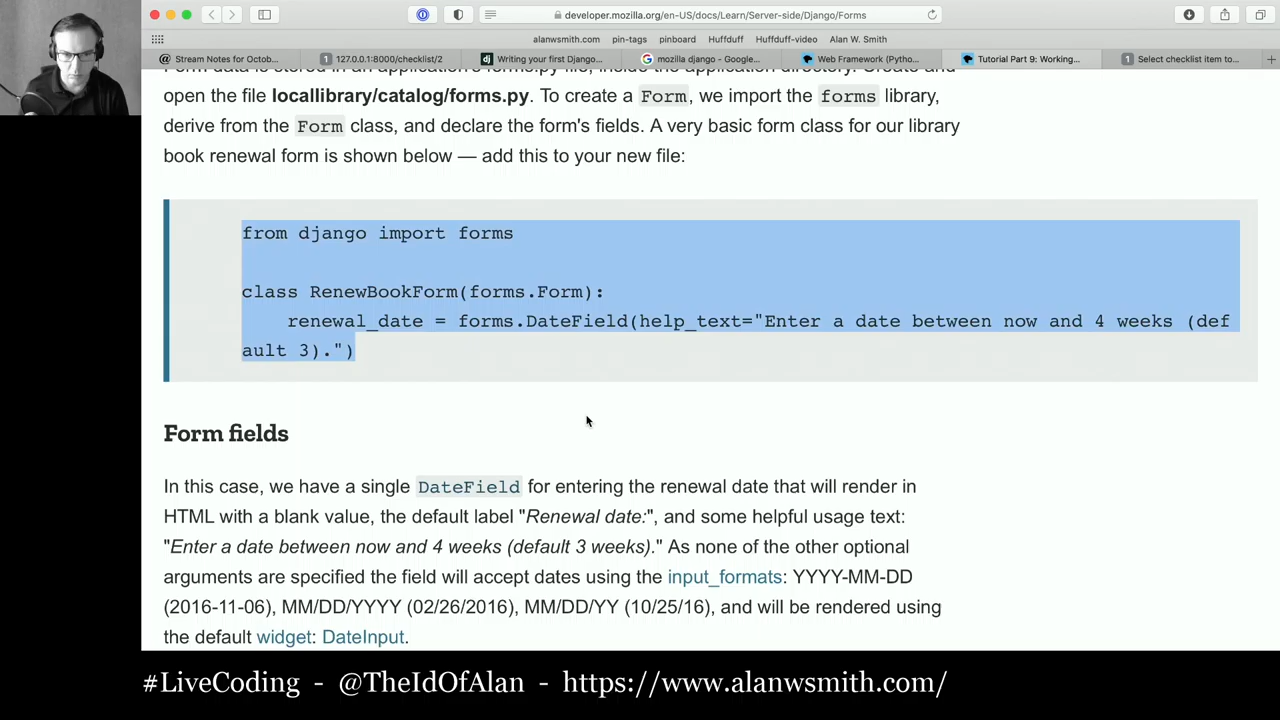 developer.mozilla.org/en-US/docs/Learn/Server-side/Django/Forms
alanwsmith.com pin-tags pinboard Huffduff Huffduff-video Alan W. Smith
Stream Notes for Octob... 127.0.0.1:8000/checklist/2 Writing your first Django... mozilla django - Google... Web Framework (Pytho... Tutorial Part 9: Working... Select checklist item to...
open the file locallibrary/catalog/forms.py. To create a Form, we import the forms library,
derive from the Form class, and declare the form's fields. A very basic form class for our library
book renewal form is shown below — add this to your new file:
from django import forms
class RenewBookForm(forms.Form):
renewal_date = forms.DateField(help_text="Enter a date between now and 4 weeks (def
ault 3).")
Form fields
In this case, we have a single DateField for entering the renewal date that will render in
HTML with a blank value, the default label "Renewal date:", and some helpful usage text:
"Enter a date between now and 4 weeks (default 3 weeks)." As none of the other optional
arguments are specified the field will accept dates using the input_formats: YYYY-MM-DD
(2016-11-06), MM/DD/YYYY (02/26/2016), MM/DD/YY (10/25/16), and will be rendered using
the default widget: DateInput.
#LiveCoding - @TheIdOfAlan - https://www.alanwsmith.com/